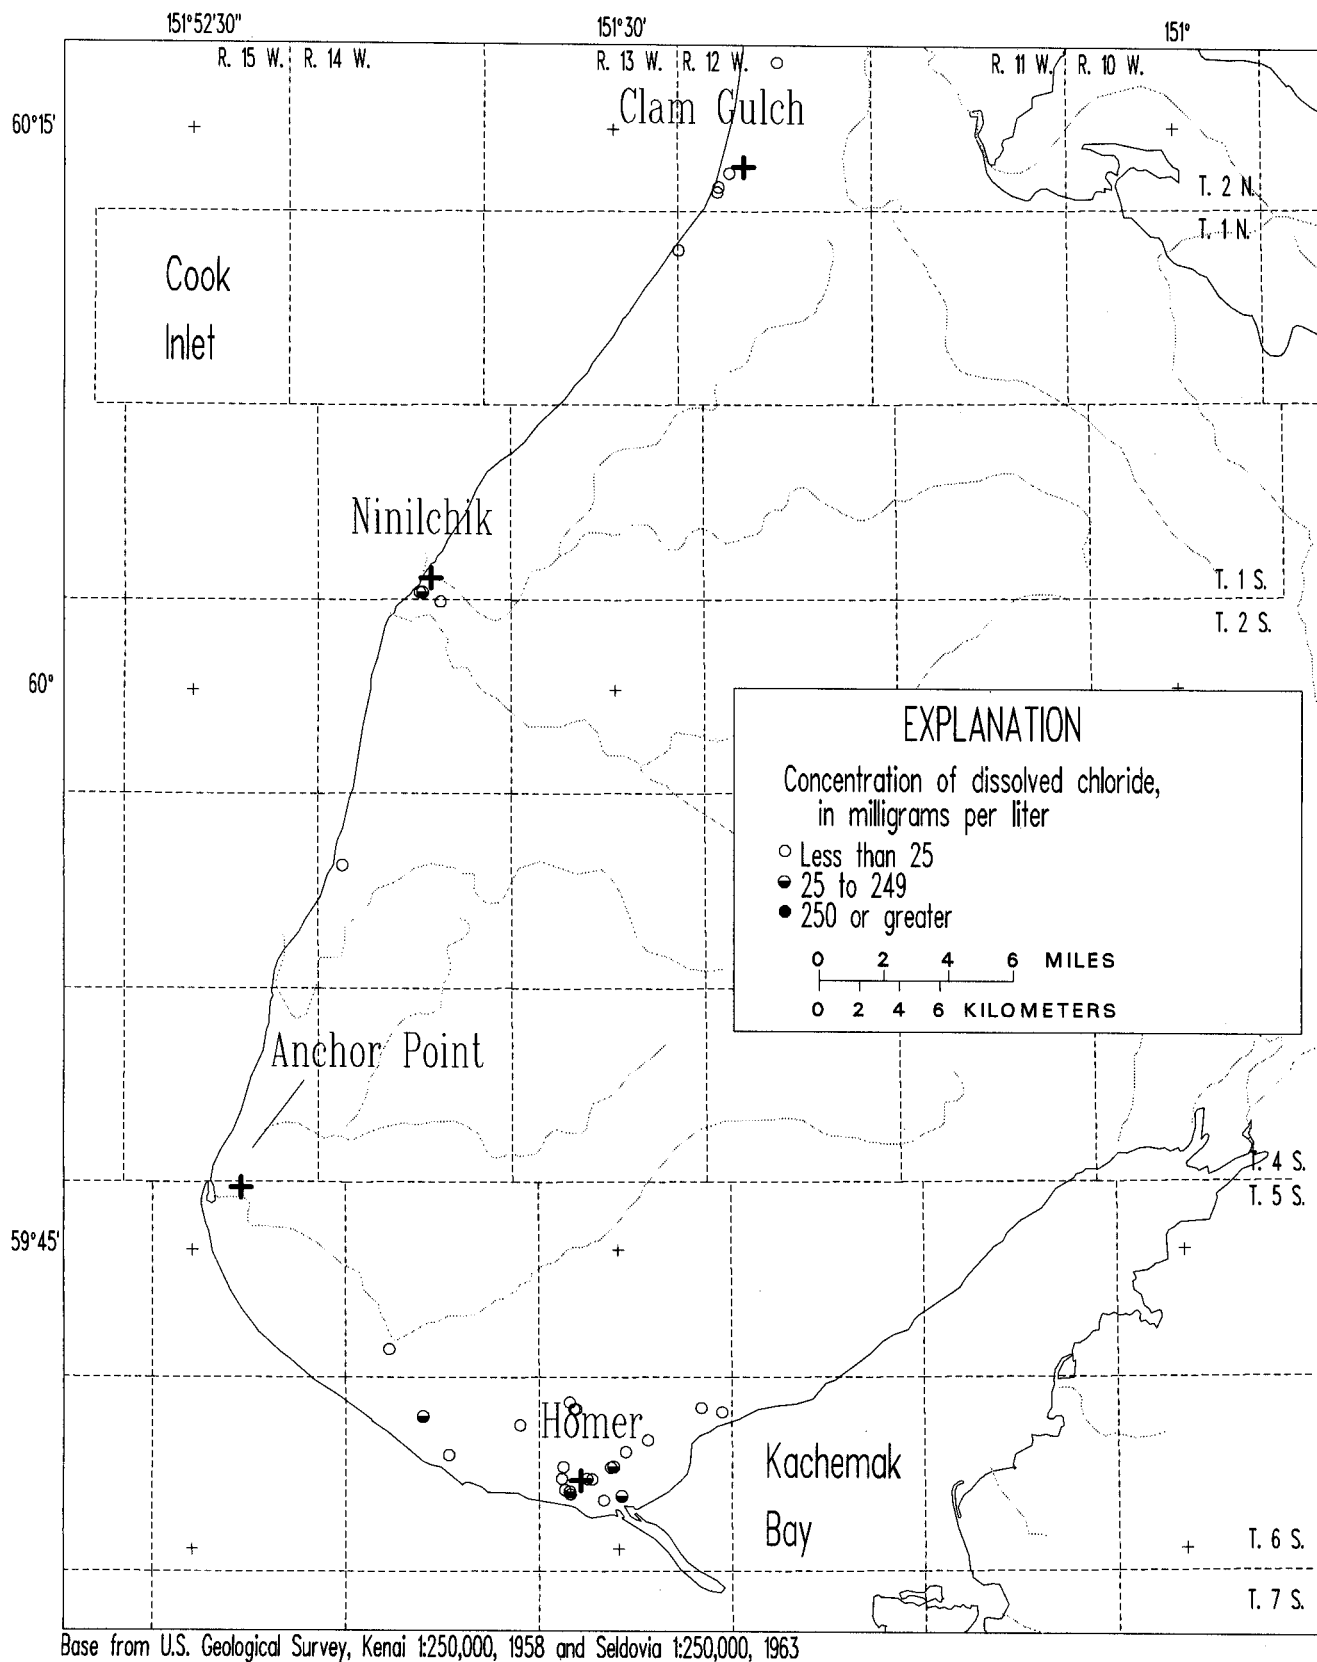 151°52'30" 151°30' 151°
R. 15 W. R. 14 W. R. 13 W. R. 12 W. R. 11 W. R. 10 W.
Clam Gulch
60°15'
T. 2 N.
T. 1 N.
Cook
Inlet
Ninilchik
T. 1 S.
T. 2 S.
60°
EXPLANATION
Concentration of dissolved chloride,
in milligrams per liter
Less than 25
25 to 249
250 or greater
0 2 4 6 MILES
0 2 4 6 KILOMETERS
Anchor Point
T. 4 S.
T. 5 S.
59°45'
Homer
Kachemak
Bay
T. 6 S.
T. 7 S.
Base from U.S. Geological Survey, Kenai 1:250,000, 1958 and Seldovia 1:250,000, 1963